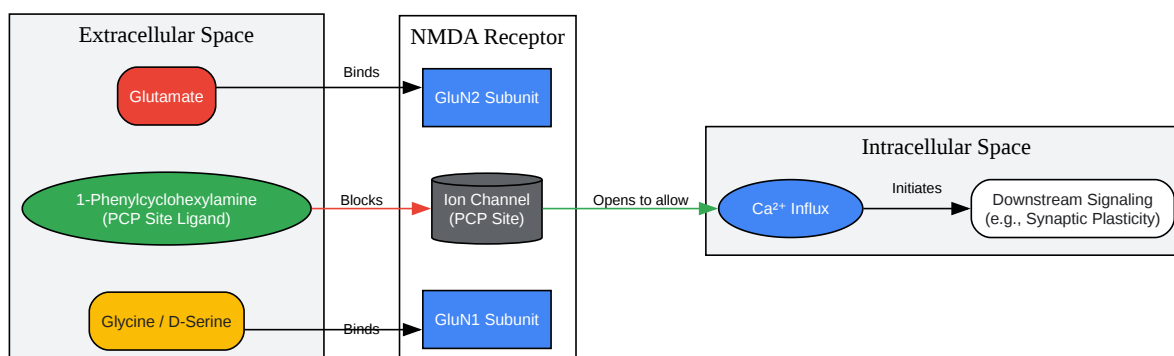 Extracellular Space
NMDA Receptor
Glutamate
Binds
GluN2 Subunit
Intracellular Space
1-Phenylcyclohexylamine
(PCP Site Ligand)
Blocks
Ion Channel
(PCP Site)
Opens to allow
Ca²⁺ Influx
Initiates
Downstream Signaling
(e.g., Synaptic Plasticity)
Glycine / D-Serine
Binds
GluN1 Subunit